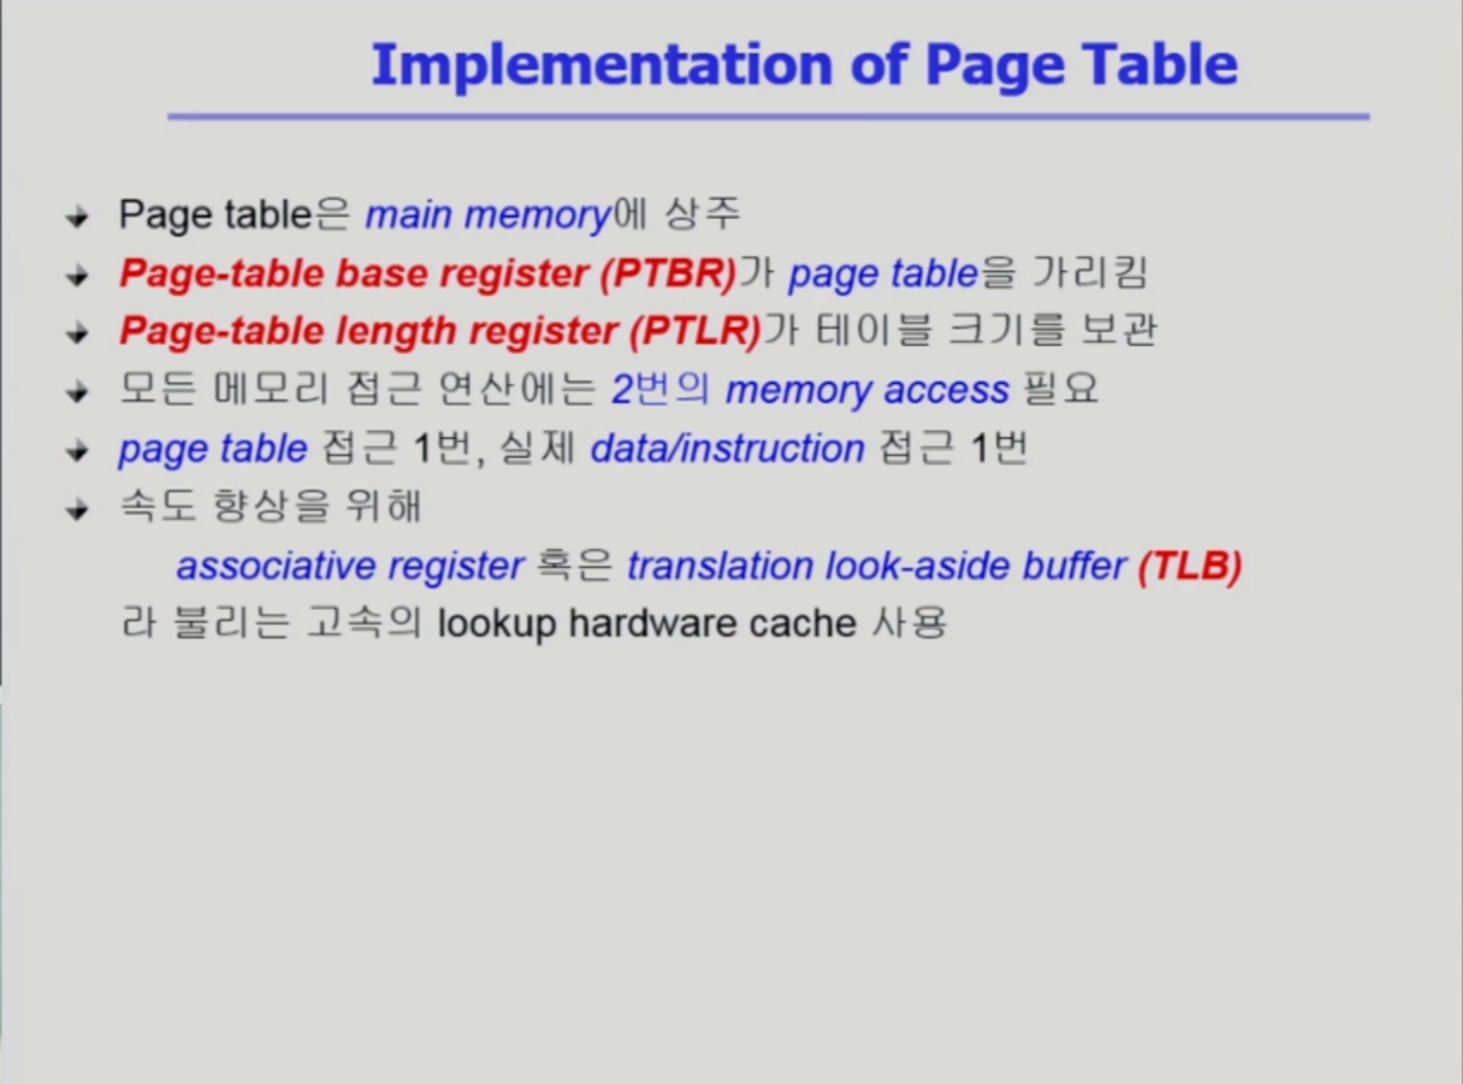 Implementation of Page Table
Page table은 main memory에 상주
Page-table base register (PTBR)가 page table을 가리킴
Page-table length register (PTLR)가 테이블 크기를 보관
모든 메모리 접근 연산에는 2번의 memory access 필요
page table 접근 1번, 실제 data/instruction 접근 1번
속도 향상을 위해
associative register 혹은 translation look-aside buffer (TLB)
라 불리는 고속의 lookup hardware cache 사용